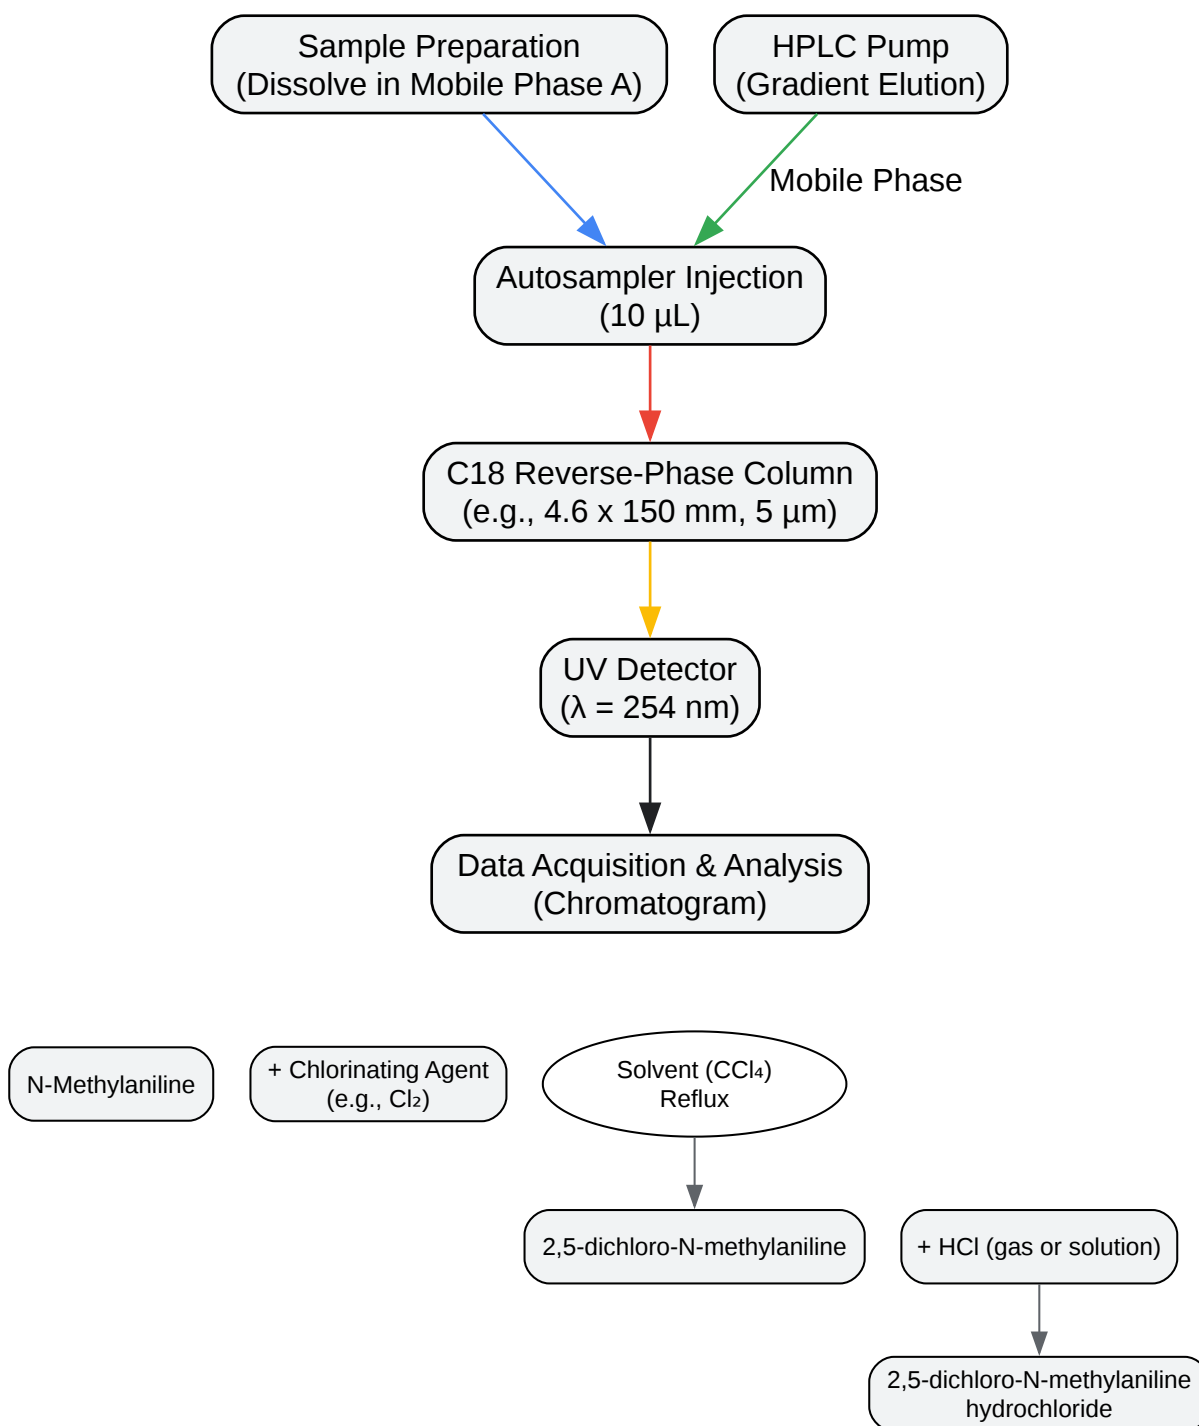 Sample Preparation
(Dissolve in Mobile Phase A)
HPLC Pump
(Gradient Elution)
Mobile Phase
Autosampler Injection
(10 µL)
C18 Reverse-Phase Column
(e.g., 4.6 x 150 mm, 5 µm)
UV Detector
(λ = 254 nm)
Data Acquisition & Analysis
(Chromatogram)
N-Methylaniline
+ Chlorinating Agent
(e.g., Cl₂)
Solvent (CCl₄)
Reflux
2,5-dichloro-N-methylaniline
+ HCl (gas or solution)
2,5-dichloro-N-methylaniline
hydrochloride